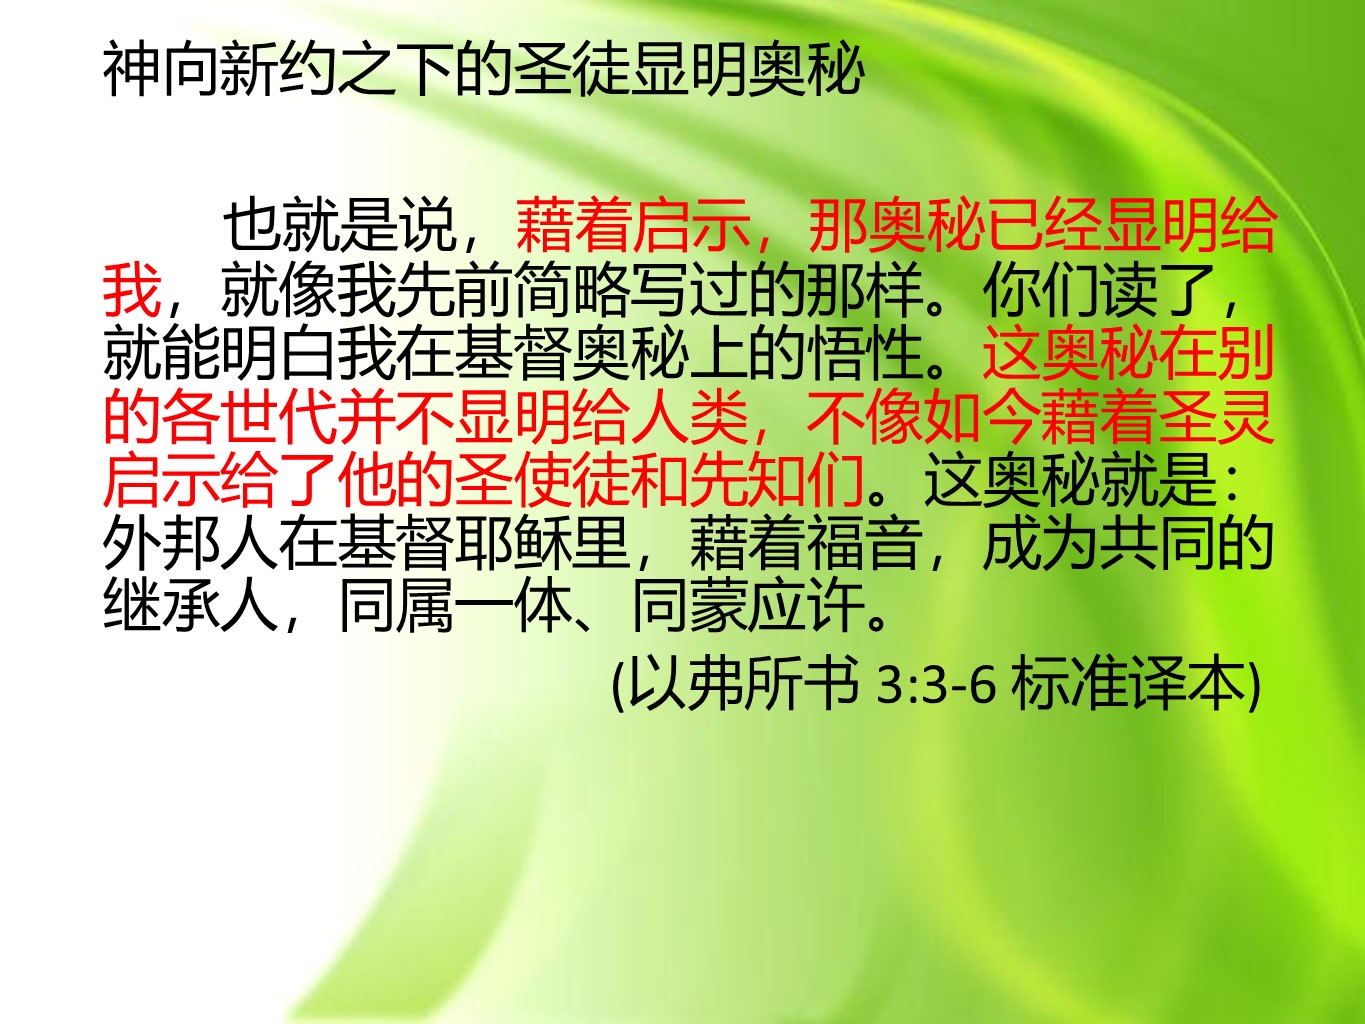 神向新约之下的圣徒显明奥秘
也就是说，藉着启示，那奥秘已经显明给
我，就像我先前简略写过的那样。你们读了，
就能明白我在基督奥秘上的悟性。这奥秘在别
的各世代并不显明给人类，不像如今藉着圣灵
启示给了他的圣使徒和先知们。这奥秘就是：
外邦人在基督耶稣里，藉着福音，成为共同的
继承人，同属一体、同蒙应许。
(以弗所书 3:3-6 标准译本)